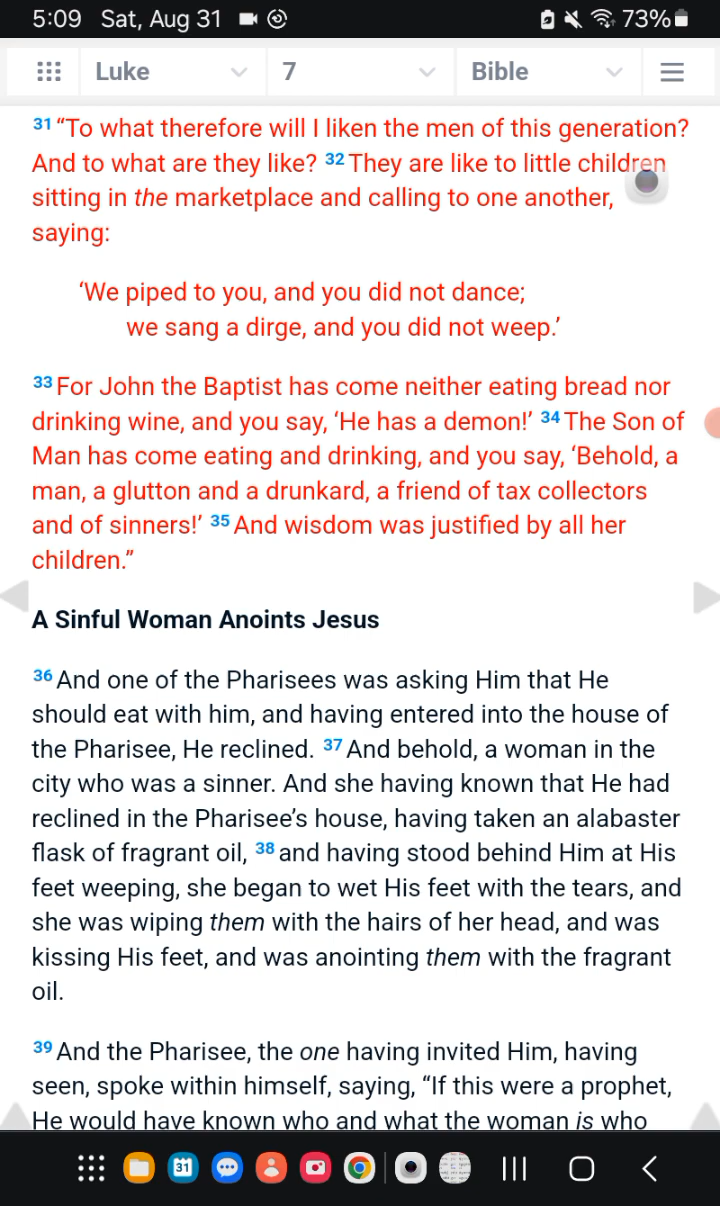 5:09 Sat, Aug 31 73%
Luke 7 Bible
31 “To what therefore will I liken the men of this generation?
And to what are they like? 32 They are like to little children
sitting in the marketplace and calling to one another,
saying:
‘We piped to you, and you did not dance;
we sang a dirge, and you did not weep.’
33 For John the Baptist has come neither eating bread nor
drinking wine, and you say, ‘He has a demon!’ 34 The Son of
Man has come eating and drinking, and you say, ‘Behold, a
man, a glutton and a drunkard, a friend of tax collectors
and of sinners!’ 35 And wisdom was justified by all her
children.”
A Sinful Woman Anoints Jesus
36 And one of the Pharisees was asking Him that He
should eat with him, and having entered into the house of
the Pharisee, He reclined. 37 And behold, a woman in the
city who was a sinner. And she having known that He had
reclined in the Pharisee’s house, having taken an alabaster
flask of fragrant oil, 38 and having stood behind Him at His
feet weeping, she began to wet His feet with the tears, and
she was wiping them with the hairs of her head, and was
kissing His feet, and was anointing them with the fragrant
oil.
39 And the Pharisee, the one having invited Him, having
seen, spoke within himself, saying, “If this were a prophet,
He would have known who and what the woman is who
31